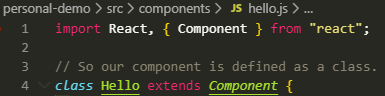 personal-demo > src > components > JS hello.js > ...
1 import React, { Component } from "react";
2
3 // So our component is defined as a class.
4 class Hello extends Component {